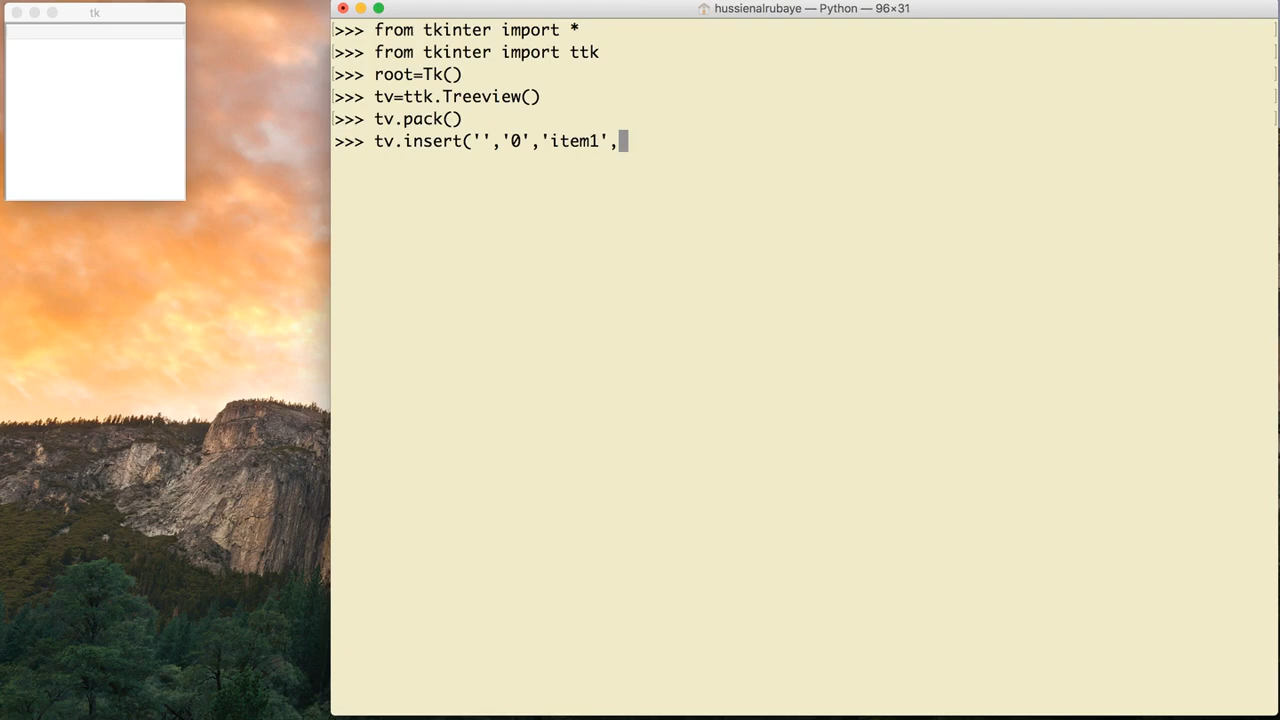 tk
hussienalrubaye — Python — 96×31
>>> from tkinter import *
>>> from tkinter import ttk
>>> root=Tk()
>>> tv=ttk.Treeview()
>>> tv.pack()
>>> tv.insert('','0','item1',